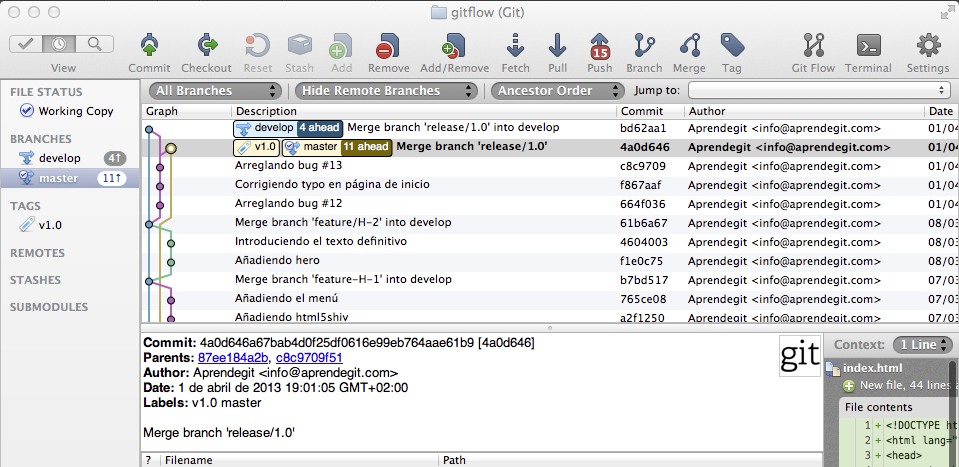 gitflow (Git)
View Commit Checkout Reset Stash Add Remove Add/Remove Fetch Pull 15 Push Branch Merge Tag Git Flow Terminal Settings
All Branches Hide Remote Branches Ancestor Order Jump to:
FILE STATUS
Working Copy
BRANCHES
develop 4↑
master 11↑
TAGS
v1.0
REMOTES
STASHES
SUBMODULES
Graph Description Commit Author Date
develop 4 ahead Merge branch 'release/1.0' into develop bd62aa1 Aprendegit <info@aprendegit.com> 01/04
v1.0 master 11 ahead Merge branch 'release/1.0' 4a0d646 Aprendegit <info@aprendegit.com> 01/04
Arreglando bug #13 c8c9709 Aprendegit <info@aprendegit.com> 01/04
Corrigiendo typo en página de inicio f867aaf Aprendegit <info@aprendegit.com> 01/04
Arreglando bug #12 664f036 Aprendegit <info@aprendegit.com> 01/04
Merge branch 'feature/H-2' into develop 61b6a67 Aprendegit <info@aprendegit.com> 08/03
Introduciendo el texto definitivo 4604003 Aprendegit <info@aprendegit.com> 08/03
Añadiendo hero f1e0c75 Aprendegit <info@aprendegit.com> 08/03
Merge branch 'feature-H-1' into develop b7bd517 Aprendegit <info@aprendegit.com> 07/03
Añadiendo el menú 765ce08 Aprendegit <info@aprendegit.com> 07/03
Añadiendo html5shiv a2f1250 Aprendegit <info@aprendegit.com> 07/03
Commit: 4a0d646a67bab4d0f25df0616e99eb764aae61b9 [4a0d646]
Parents: 87ee184a2b, c8c9709f51
Author: Aprendegit <info@aprendegit.com>
Date: 1 de abril de 2013 19:01:05 GMT+02:00
Labels: v1.0 master
Merge branch 'release/1.0'
git
? Filename Path
Context: 1 Line
index.html
New file, 44 lines a
File contents
1 + <!DOCTYPE ht
2 + <html lang="
3 + <head>